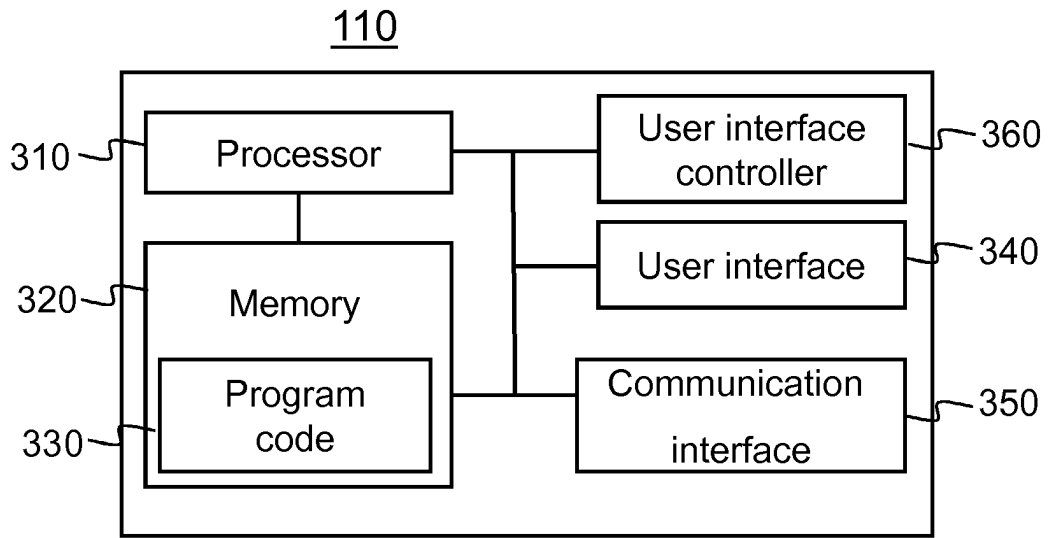 110
310
Processor
User interface
controller
360
User interface
340
320
Memory
Program
code
330
Communication
interface
350